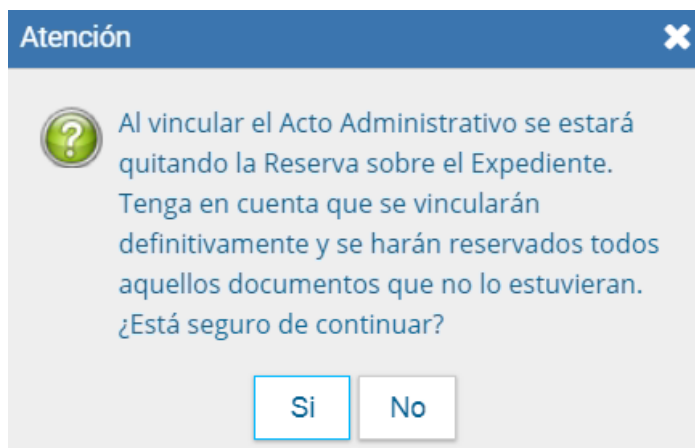 Atención
Al vincular el Acto Administrativo se estará
quitando la Reserva sobre el Expediente.
Tenga en cuenta que se vincularán
definitivamente y se harán reservados todos
aquellos documentos que no lo estuvieran.
¿Está seguro de continuar?
Si No